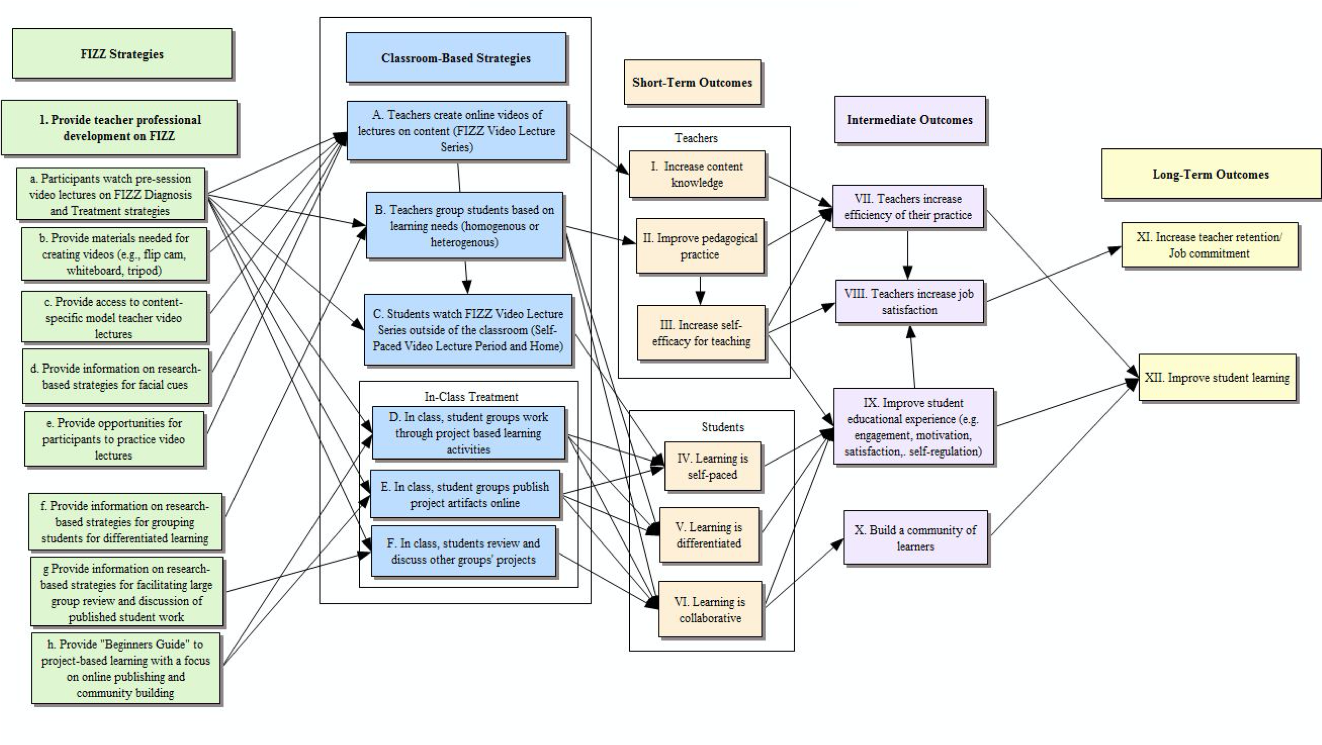 FIZZ Strategies
1. Provide teacher professional
development on FIZZ
a. Participants watch pre-session
video lectures on FIZZ Diagnosis
and Treatment strategies
b. Provide materials needed for
creating videos (e.g., flip cam,
whiteboard, tripod)
c. Provide access to content-
specific model teacher video
lectures
d. Provide information on research-
based strategies for facial cues
e. Provide opportunities for
participants to practice video
lectures
f. Provide information on research-
based strategies for grouping
students for differentiated learning
g Provide information on research-
based strategies for facilitating large
group review and discussion of
published student work
h. Provide "Beginners Guide" to
project-based learning with a focus
on online publishing and
community building
Classroom-Based Strategies
A. Teachers create online videos of
lectures on content (FIZZ Video Lecture
Series)
B. Teachers group students based on
learning needs (homogenous or
heterogenous)
C. Students watch FIZZ Video Lecture
Series outside of the classroom (Self-
Paced Video Lecture Period and Home)
In-Class Treatment
D. In class, student groups work
through project based learning
activities
E. In class, student groups publish
project artifacts online
F. In class, students review and
discuss other groups' projects
Short-Term Outcomes
Teachers
I. Increase content
knowledge
II. Improve pedagogical
practice
III. Increase self-
efficacy for teaching
Students
IV. Learning is
self-paced
V. Learning is
differentiated
VI. Learning is
collaborative
Intermediate Outcomes
VII. Teachers increase
efficiency of their practice
VIII. Teachers increase job
satisfaction
IX. Improve student
educational experience (e.g.
engagement, motivation,
satisfaction,. self-regulation)
X. Build a community of
learners
Long-Term Outcomes
XI. Increase teacher retention/
Job commitment
XII. Improve student learning